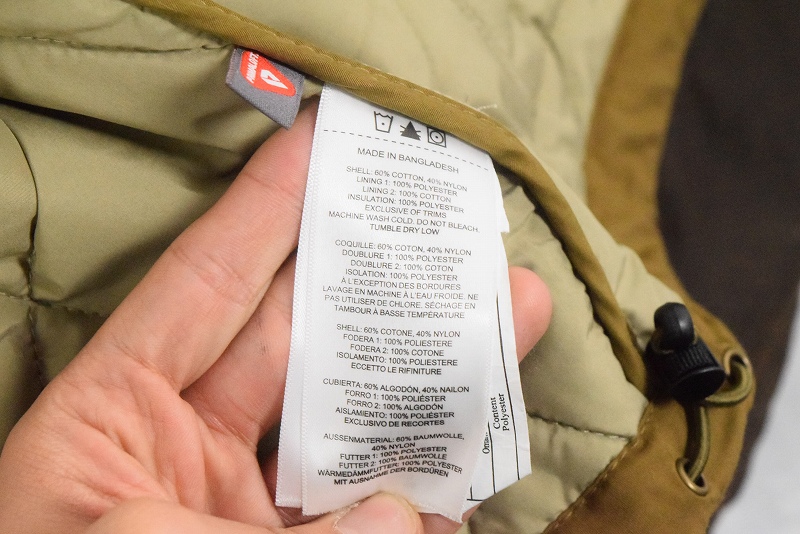 PRIMALOFT
MADE IN BANGLADESH
SHELL: 60% COTTON, 40% NYLON
LINING 1: 100% POLYESTER
LINING 2: 100% COTTON
INSULATION: 100% POLYESTER
EXCLUSIVE OF TRIMS
MACHINE WASH COLD. DO NOT BLEACH.
TUMBLE DRY LOW
COQUILLE: 60% COTON, 40% NYLON
DOUBLURE 1: 100% POLYESTER
DOUBLURE 2: 100% COTON
ISOLATION: 100% POLYESTER
À L'EXCEPTION DES BORDURES
LAVAGE EN MACHINE À L'EAU FROIDE. NE
PAS UTILISER DE CHLORE. SÉCHAGE EN
TAMBOUR À BASSE TEMPÉRATURE
SHELL: 60% COTONE, 40% NYLON
FODERA 1: 100% POLIESTERE
FODERA 2: 100% COTONE
ISOLAMENTO: 100% POLIESTERE
ECCETTO LE RIFINITURE
CUBIERTA: 60% ALGODÓN, 40% NAILON
FORRO 1: 100% POLIÉSTER
FORRO 2: 100% ALGODÓN
AISLAMIENTO: 100% POLIÉSTER
EXCLUSIVO DE RECORTES
AUSSENMATERIAL: 60% BAUMWOLLE,
40% NYLON
FUTTER 1: 100% POLYESTER
FUTTER 2: 100% BAUMWOLLE
WÄRMEDÄMMFUTTER: 100% POLYESTER
MIT AUSNAHME DER BORDÜREN
Content
Polyester